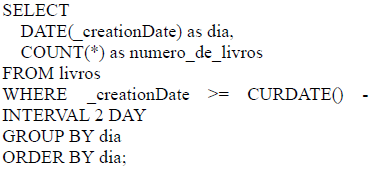 SELECT
DATE(_creationDate) as dia,
COUNT(*) as numero_de_livros
FROM livros
WHERE _creationDate >= CURDATE() -
INTERVAL 2 DAY
GROUP BY dia
ORDER BY dia;